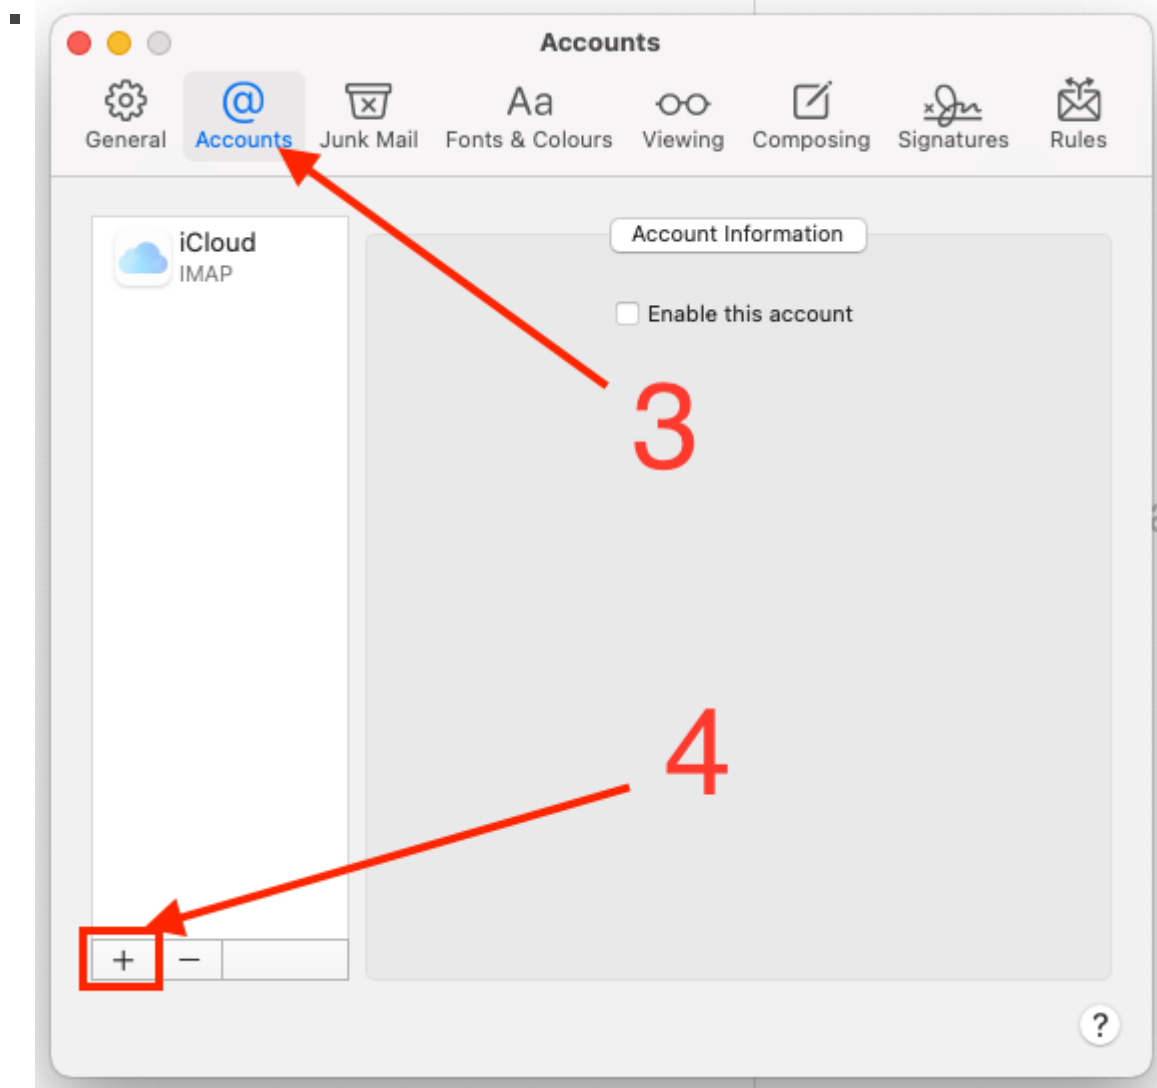 Accounts
General Accounts Junk Mail Fonts & Colours Viewing Composing Signatures Rules
iCloud
IMAP
Account Information
Enable this account
3
4
+ −
?